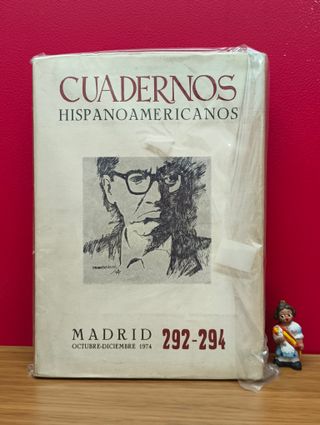 CUADERNOS
HISPANOAMERICANOS
MADRID
OCTUBRE-DICIEMBRE 1974
292-294